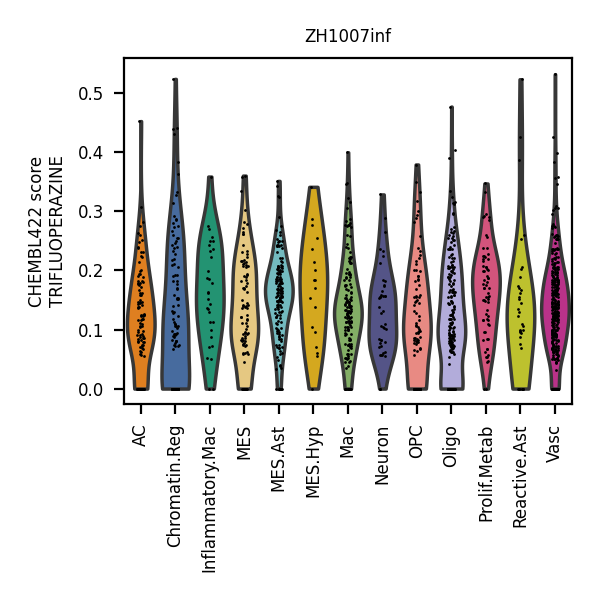 ZH1007inf
CHEMBL422 score
TRIFLUOPERAZINE
0.5
0.4
0.3
0.2
0.1
0.0
AC
Chromatin.Reg
Inflammatory.Mac
MES
MES.Ast
MES.Hyp
Mac
Neuron
OPC
Oligo
Prolif.Metab
Reactive.Ast
Vasc